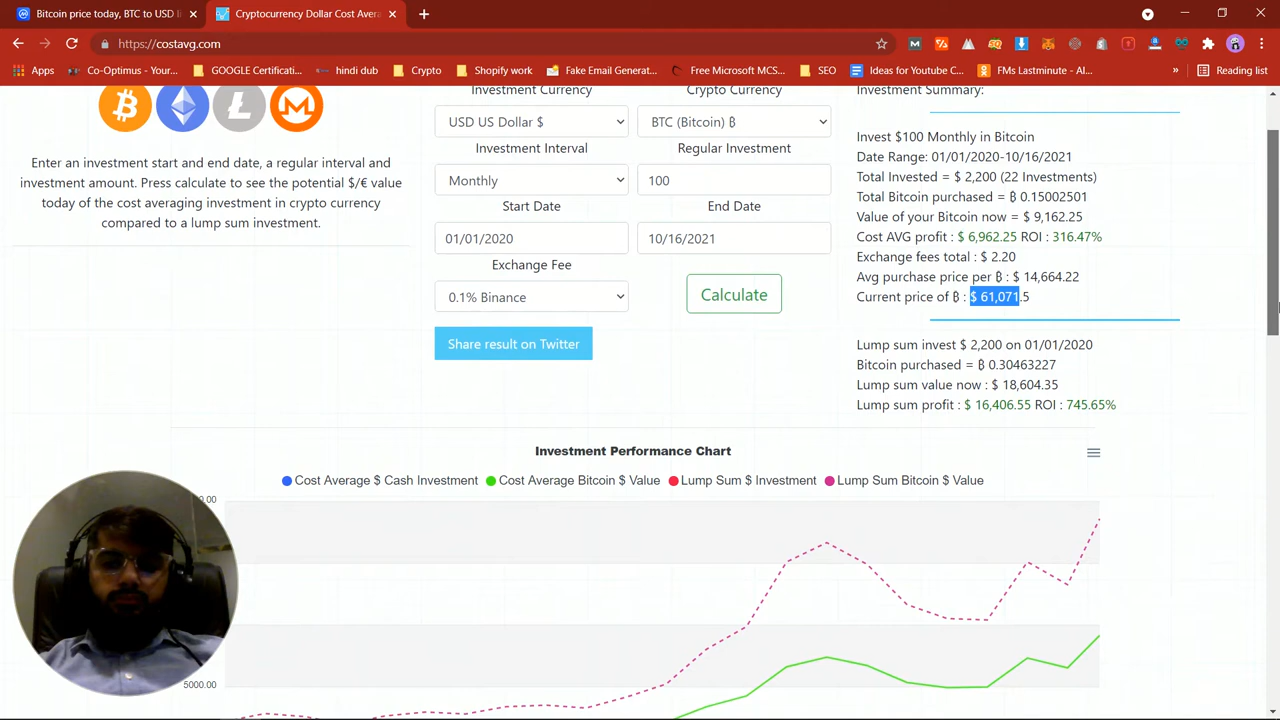 Bitcoin price today, BTC to USD l
Cryptocurrency Dollar Cost Avera
https://costavg.com
Apps
Co-Optimus - Your...
GOOGLE Certificati...
hindi dub
Crypto
Shopify work
Fake Email Generat...
Free Microsoft MCS...
SEO
Ideas for Youtube C...
FMs Lastminute - Al...
»
Reading list
Enter an investment start and end date, a regular interval and
investment amount. Press calculate to see the potential $/€ value
today of the cost averaging investment in crypto currency
compared to a lump sum investment.
Investment Currency
Crypto Currency
USD US Dollar $
BTC (Bitcoin) ₿
Investment Interval
Regular Investment
Monthly
100
Start Date
End Date
01/01/2020
10/16/2021
Exchange Fee
0.1% Binance
Calculate
Share result on Twitter
Investment Summary:
Invest $100 Monthly in Bitcoin
Date Range: 01/01/2020-10/16/2021
Total Invested = $ 2,200 (22 Investments)
Total Bitcoin purchased = ₿ 0.15002501
Value of your Bitcoin now = $ 9,162.25
Cost AVG profit : $ 6,962.25 ROI : 316.47%
Exchange fees total : $ 2.20
Avg purchase price per ₿ : $ 14,664.22
Current price of ₿ : $ 61,071.5
Lump sum invest $ 2,200 on 01/01/2020
Bitcoin purchased = ₿ 0.30463227
Lump sum value now : $ 18,604.35
Lump sum profit : $ 16,406.55 ROI : 745.65%
Investment Performance Chart
Cost Average $ Cash Investment
Cost Average Bitcoin $ Value
Lump Sum $ Investment
Lump Sum Bitcoin $ Value
5000.00